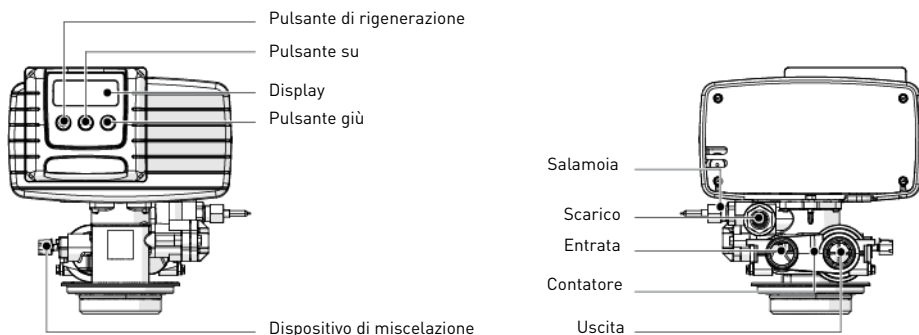 Pulsante di rigenerazione
Pulsante su
Display
Pulsante giù
Dispositivo di miscelazione
Salamoia
Scarico
Entrata
Contatore
Uscita